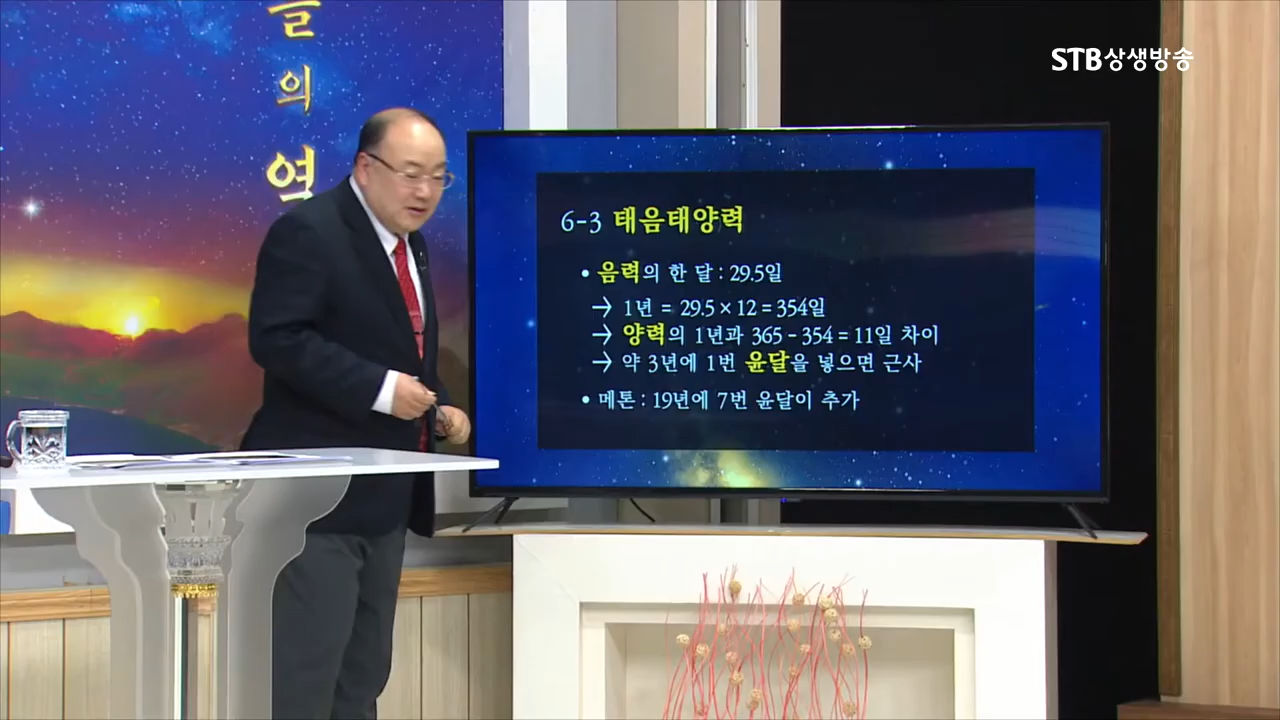 STB상생방송
의
역
6-3 태음태양력
• 음력의 한 달 : 29.5일
→ 1년 = 29.5 × 12 = 354일
→ 양력의 1년과 365 - 354 = 11일 차이
→ 약 3년에 1번 윤달을 넣으면 근사
• 메톤 : 19년에 7번 윤달이 추가